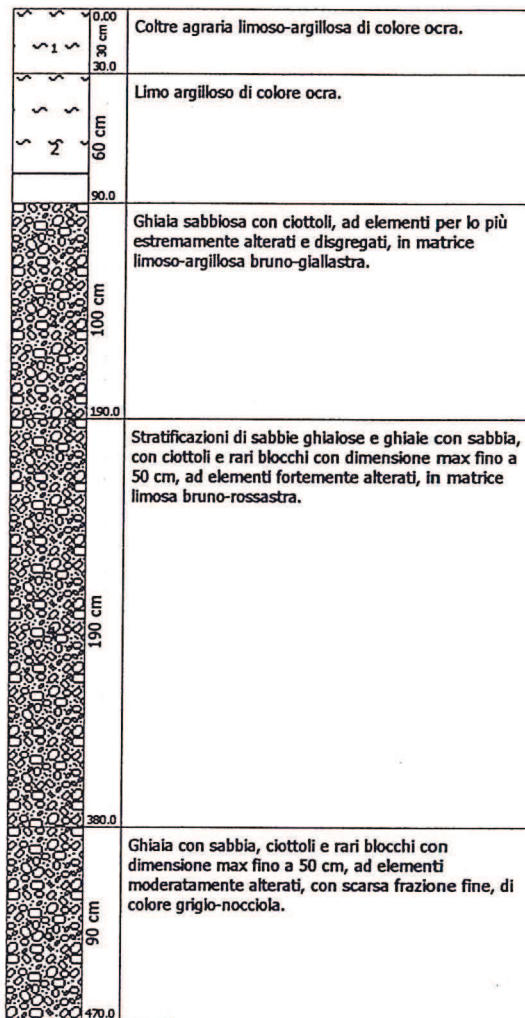 0.00
Coltre agraria limoso-argillosa di colore ocra.
1
30 cm
30.0
Limo argilloso di colore ocra.
2
60 cm
90.0
Ghiaia sabbiosa con ciottoli, ad elementi per lo più
estremamente alterati e disgregati, in matrice
limoso-argillosa bruno-giallastra.
100 cm
190.0
Stratificazioni di sabbie ghiaiose e ghiaie con sabbia,
con ciottoli e rari blocchi con dimensione max fino a
50 cm, ad elementi fortemente alterati, in matrice
limosa bruno-rossastra.
190 cm
380.0
Ghiaia con sabbia, ciottoli e rari blocchi con
dimensione max fino a 50 cm, ad elementi
moderatamente alterati, con scarsa frazione fine, di
colore grigio-nocciola.
90 cm
470.0